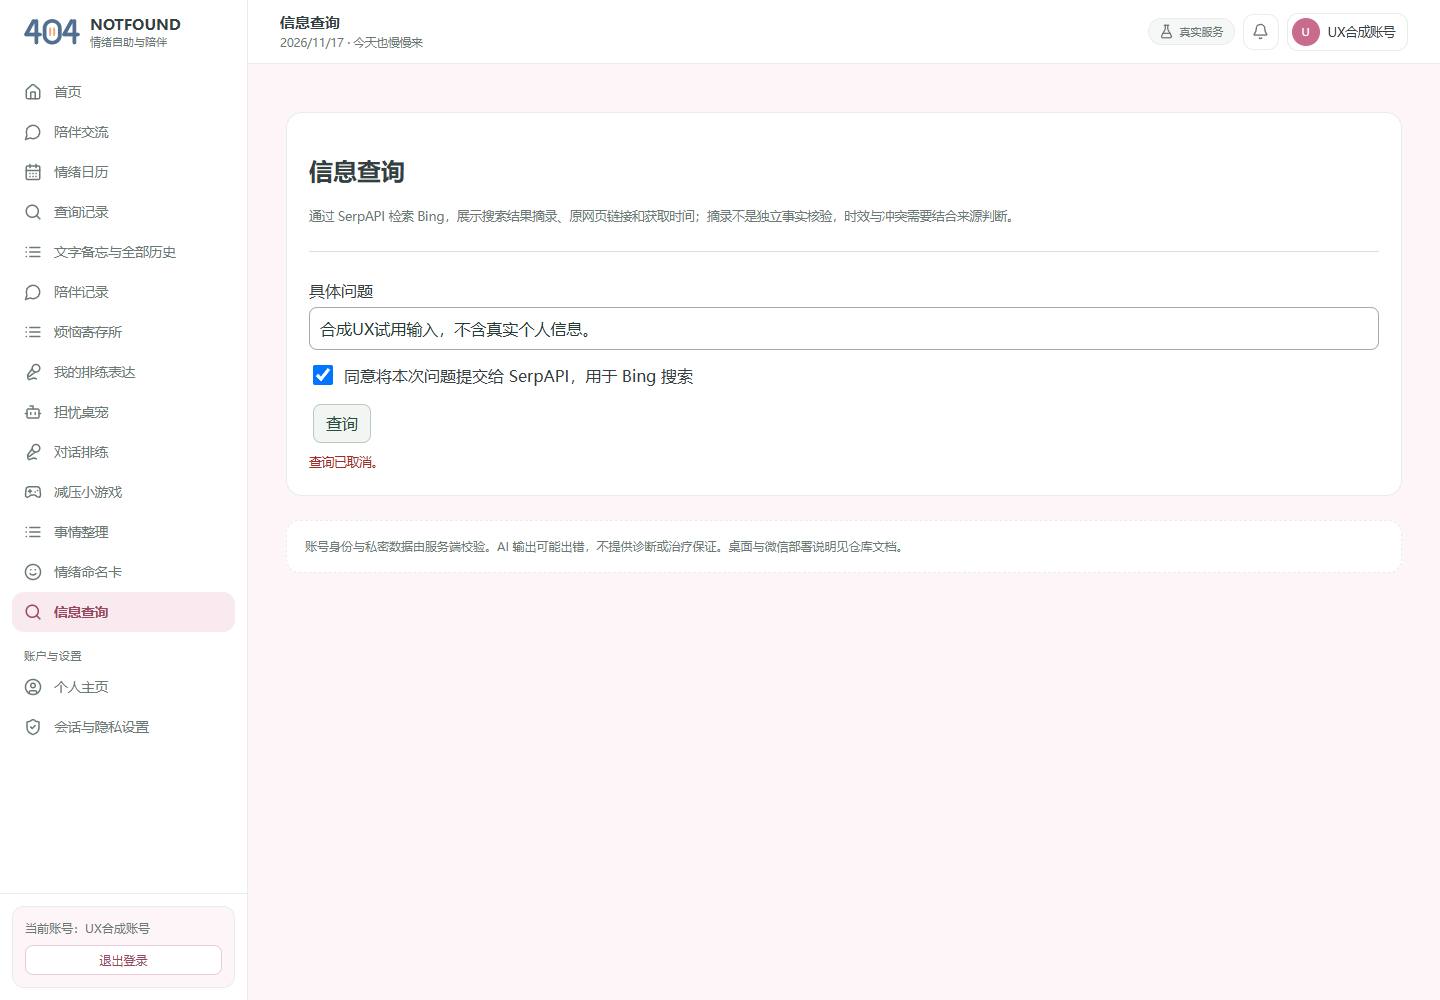 404 NOTFOUND
情绪自助与陪伴
首页
陪伴交流
情绪日历
查询记录
文字备忘与全部历史
陪伴记录
烦恼寄存所
我的排练表达
担忧桌宠
对话排练
减压小游戏
事情整理
情绪命名卡
信息查询
账户与设置
个人主页
会话与隐私设置
当前账号：UX合成账号
退出登录
信息查询
2026/11/17 · 今天也慢慢来
真实服务
U
UX合成账号
信息查询
通过 SerpAPI 检索 Bing，展示搜索结果摘录、原网页链接和获取时间；摘录不是独立事实核验，时效与冲突需要结合来源判断。
具体问题
合成UX试用输入，不含真实个人信息。
同意将本次问题提交给 SerpAPI，用于 Bing 搜索
查询
查询已取消。
账号身份与私密数据由服务端校验。AI 输出可能出错，不提供诊断或治疗保证。桌面与微信部署说明见仓库文档。